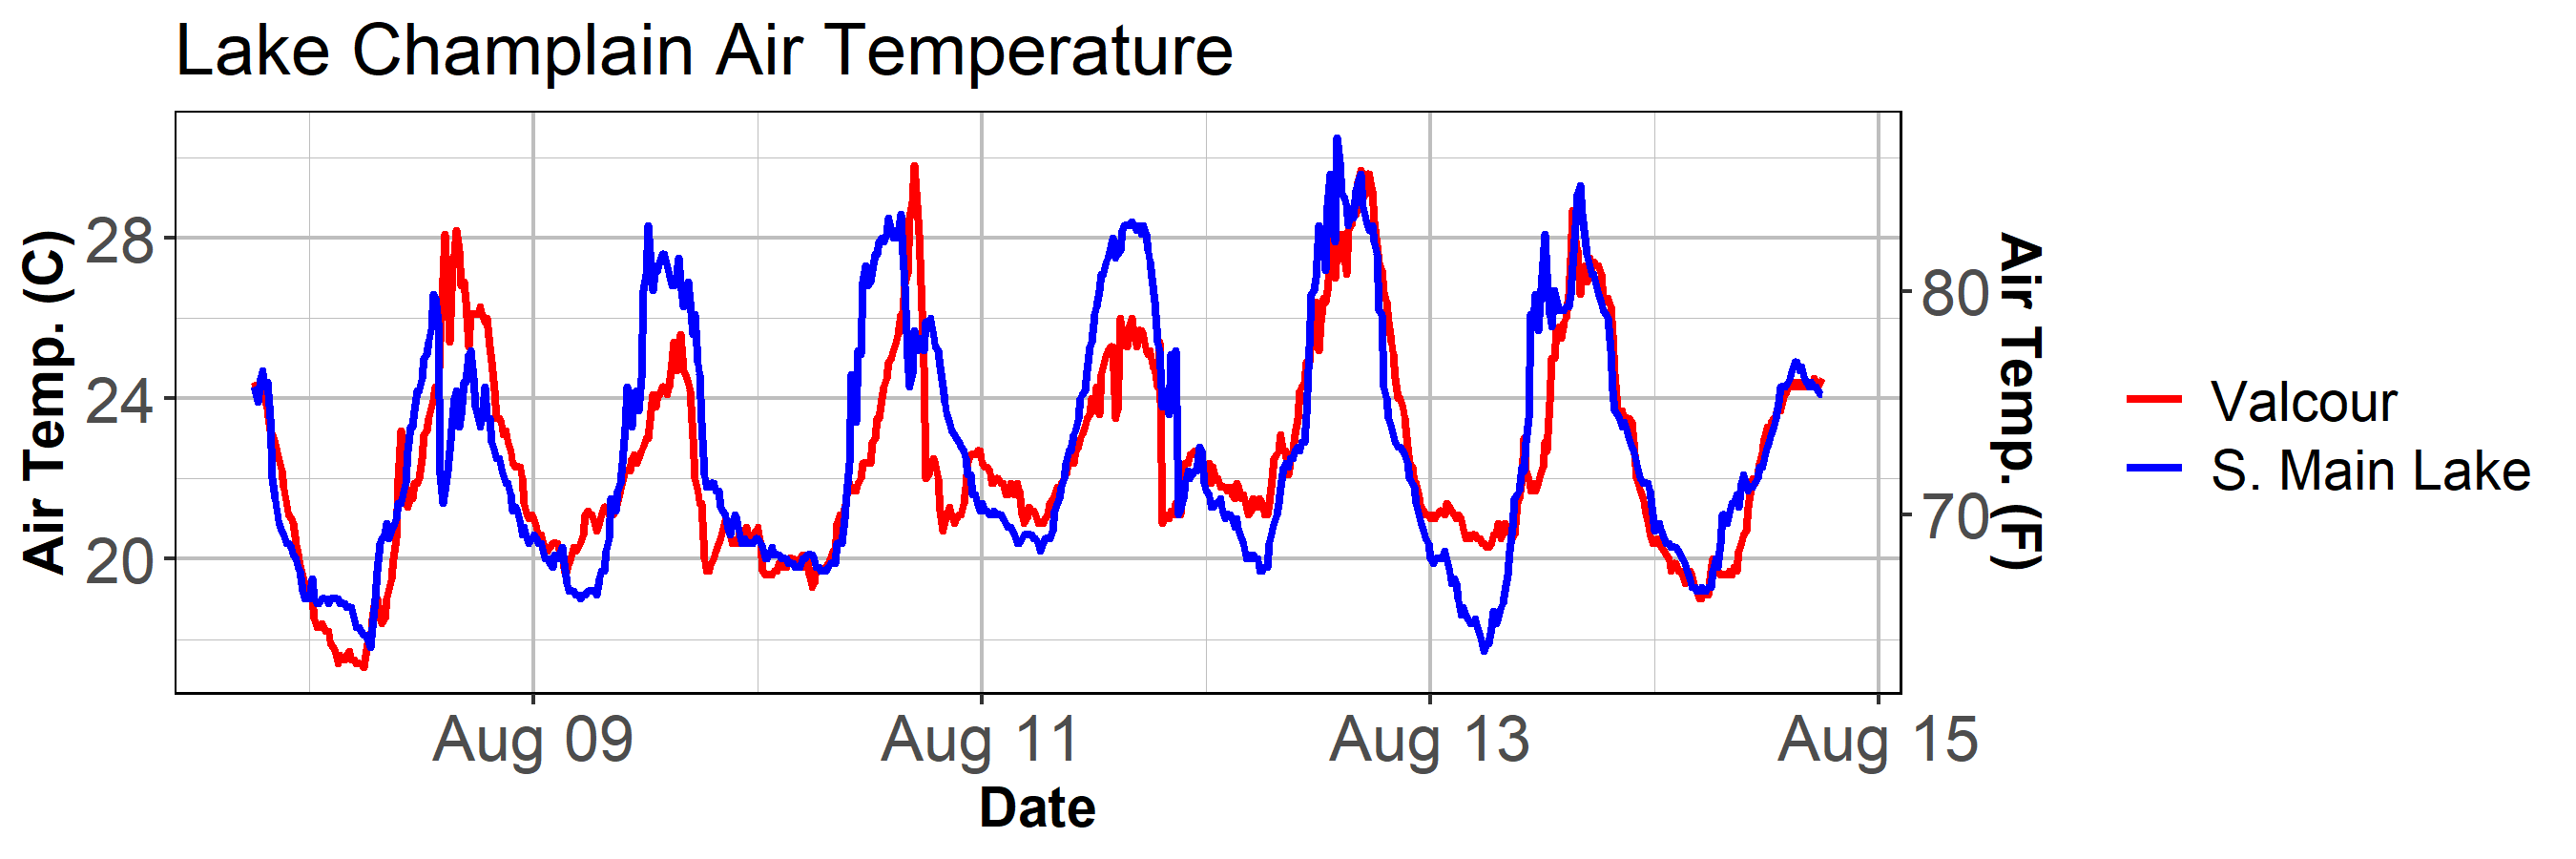 Lake Champlain Air Temperature
Air Temp. (C)
28
24
20
80
70
Air Temp. (F)
Valcour
S. Main Lake
Aug 09
Aug 11
Aug 13
Aug 15
Date